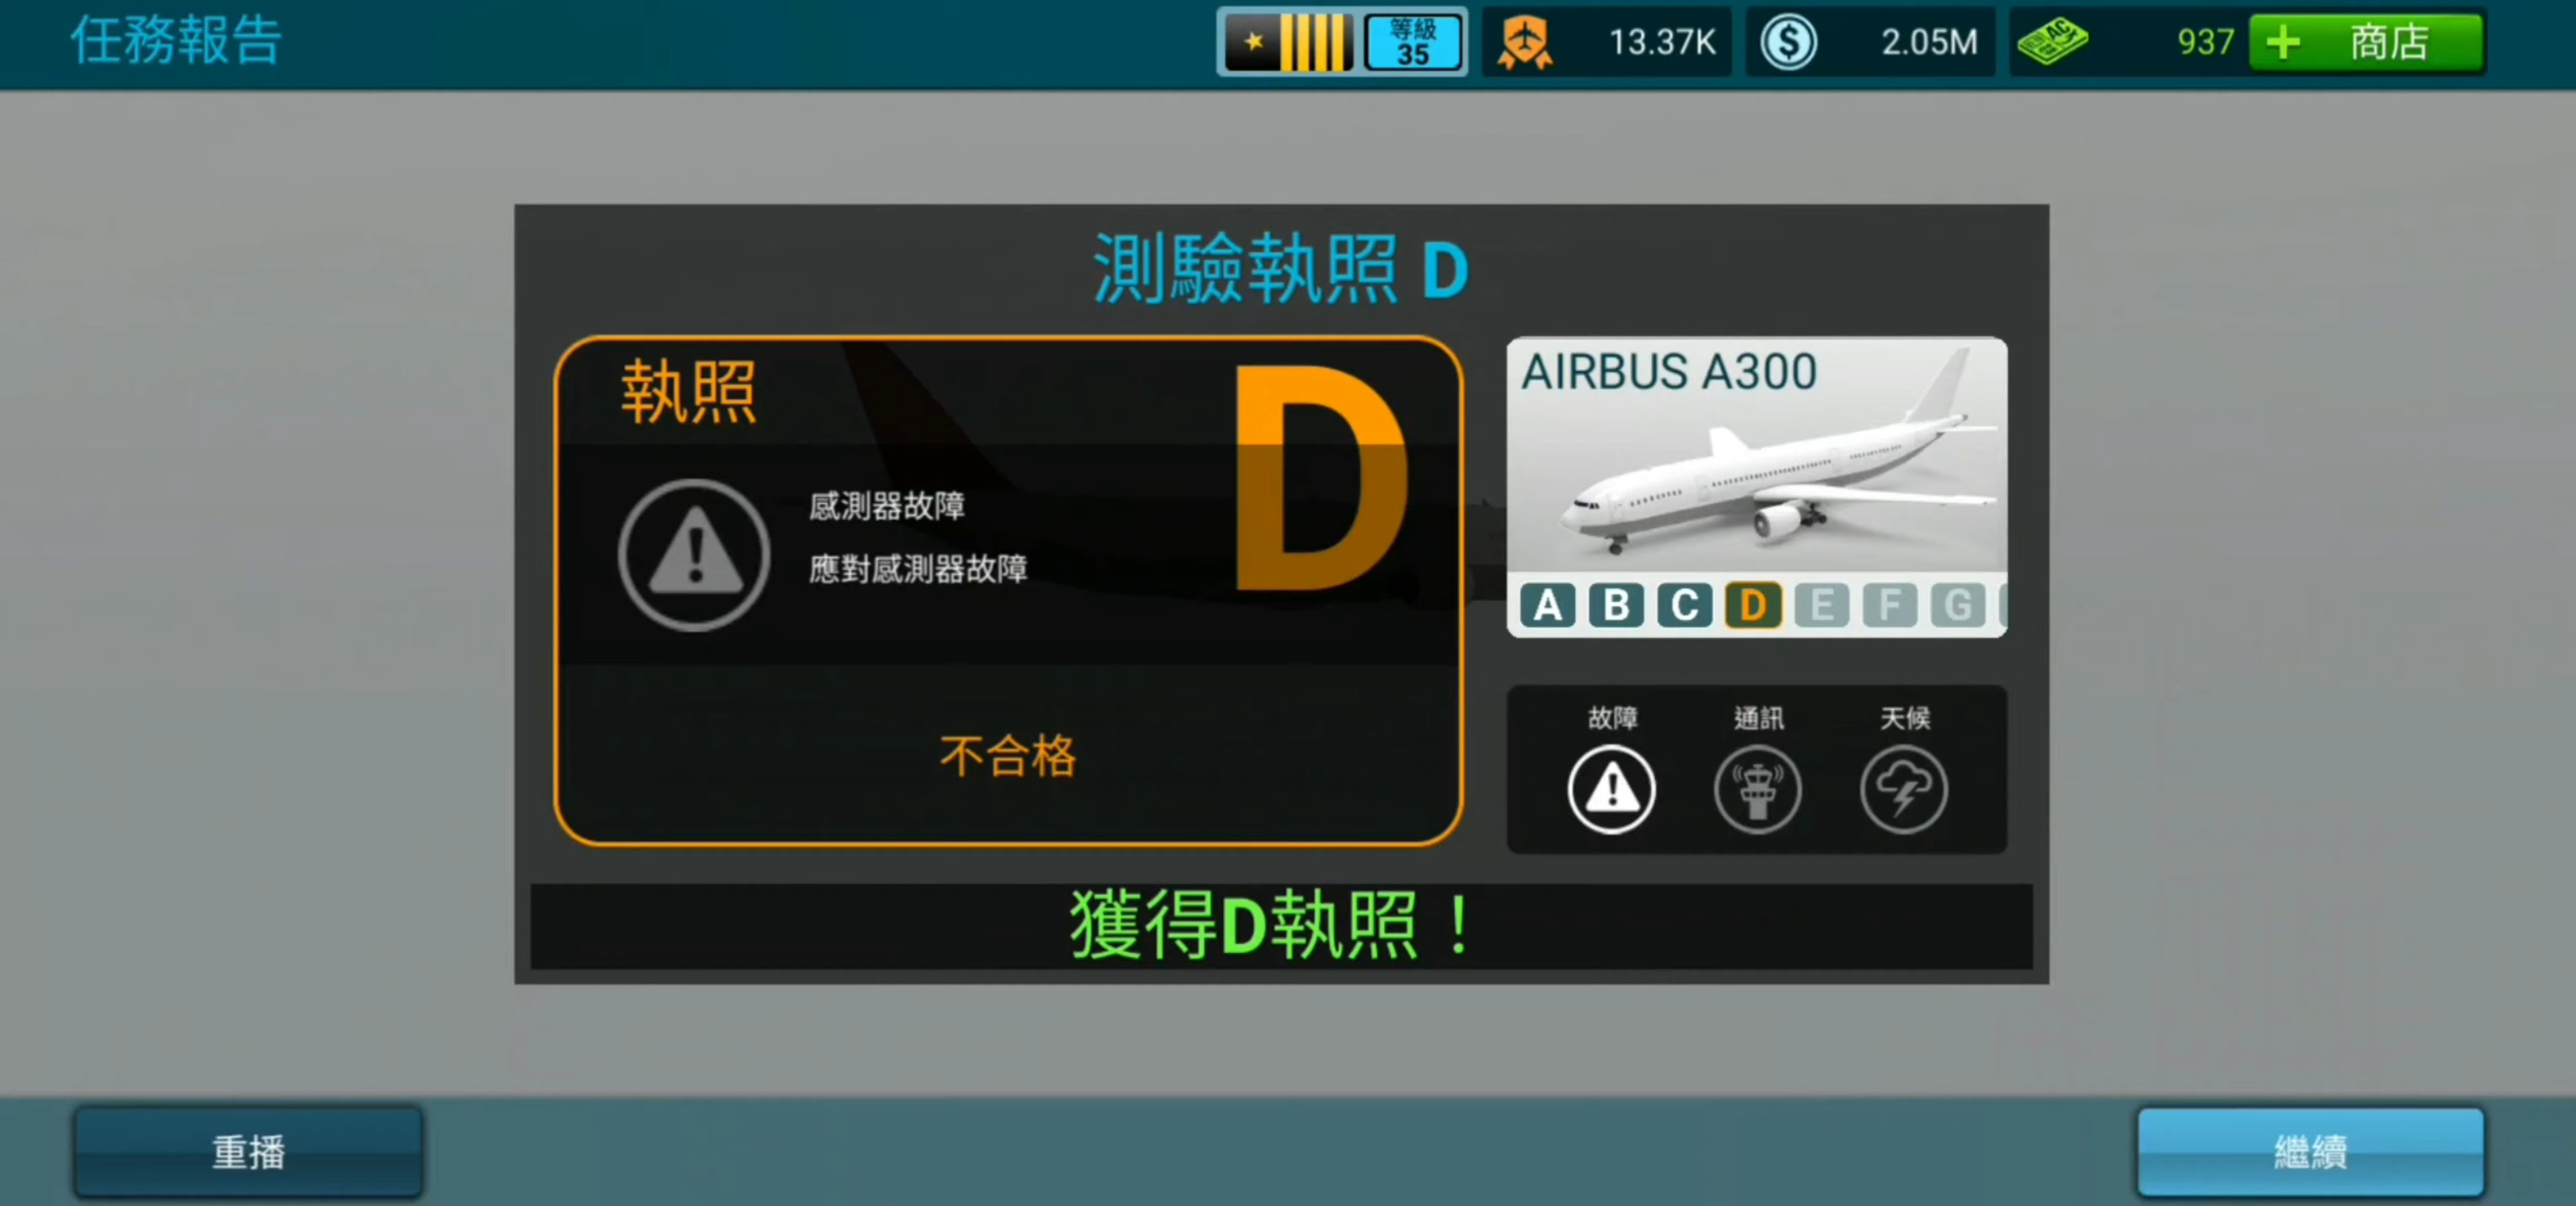 任務報告
等級
35
13.37K
2.05M
937
商店
測驗執照 D
執照
D
感測器故障
應對感測器故障
不合格
AIRBUS A300
A B C D E F G
故障 通訊 天候
獲得D執照！
重播
繼續